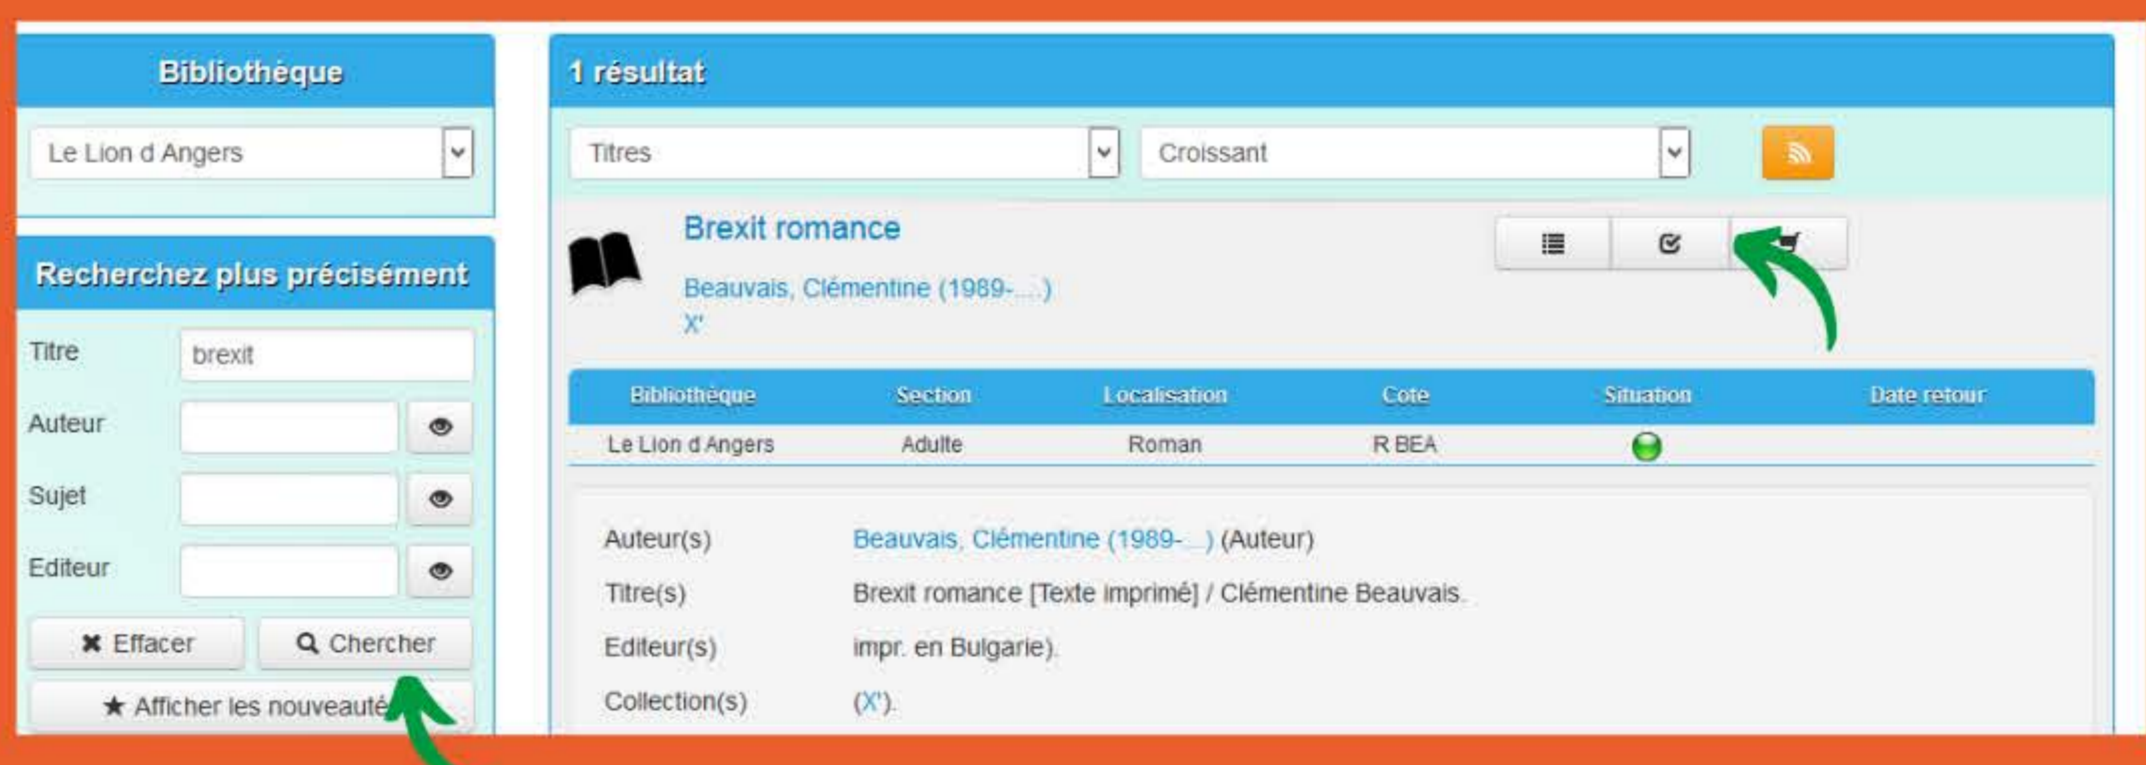 Bibliothèque
Le Lion d Angers
Recherchez plus précisément
Titre
brexit
Auteur
Sujet
Editeur
Effacer
Chercher
Afficher les nouveauté
1 résultat
Titres
Croissant
Brexit romance
Beauvais, Clémentine (1989-....)
X'
Bibliothèque Section Localisation Cote Situation Date retour
Le Lion d Angers Adulte Roman R BEA
Auteur(s) Beauvais, Clémentine (1989-...) (Auteur)
Titre(s) Brexit romance [Texte imprimé] / Clémentine Beauvais.
Editeur(s) impr. en Bulgarie).
Collection(s) (X').